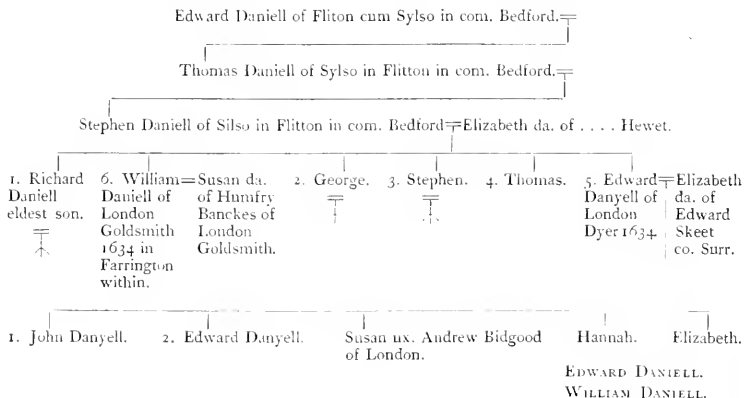 Edward Daniell of Fliton cum Sylso in com. Bedford.
Thomas Daniell of Sylso in Flitton in com. Bedford.
Stephen Daniell of Silso in Flitton in com. Bedford Elizabeth da. of . . . . Hewet.
1. Richard
Daniell
eldest son.
6. William=
Daniell of
London
Goldsmith
1634 in
Farrington
within.
Susan da.
of Humfry
Banckes of
London
Goldsmith.
2. George.
3. Stephen.
4. Thomas.
5. Edward
Danyell of
London
Dyer 1634
Elizabeth
da. of
Edward
Skeet
co. Surr.
1. John Danyell.
2. Edward Danyell.
Susan ux. Andrew Bidgood
of London.
Hannah.
Elizabeth.
EDWARD DANIELL.
WILLIAM DANIELL.